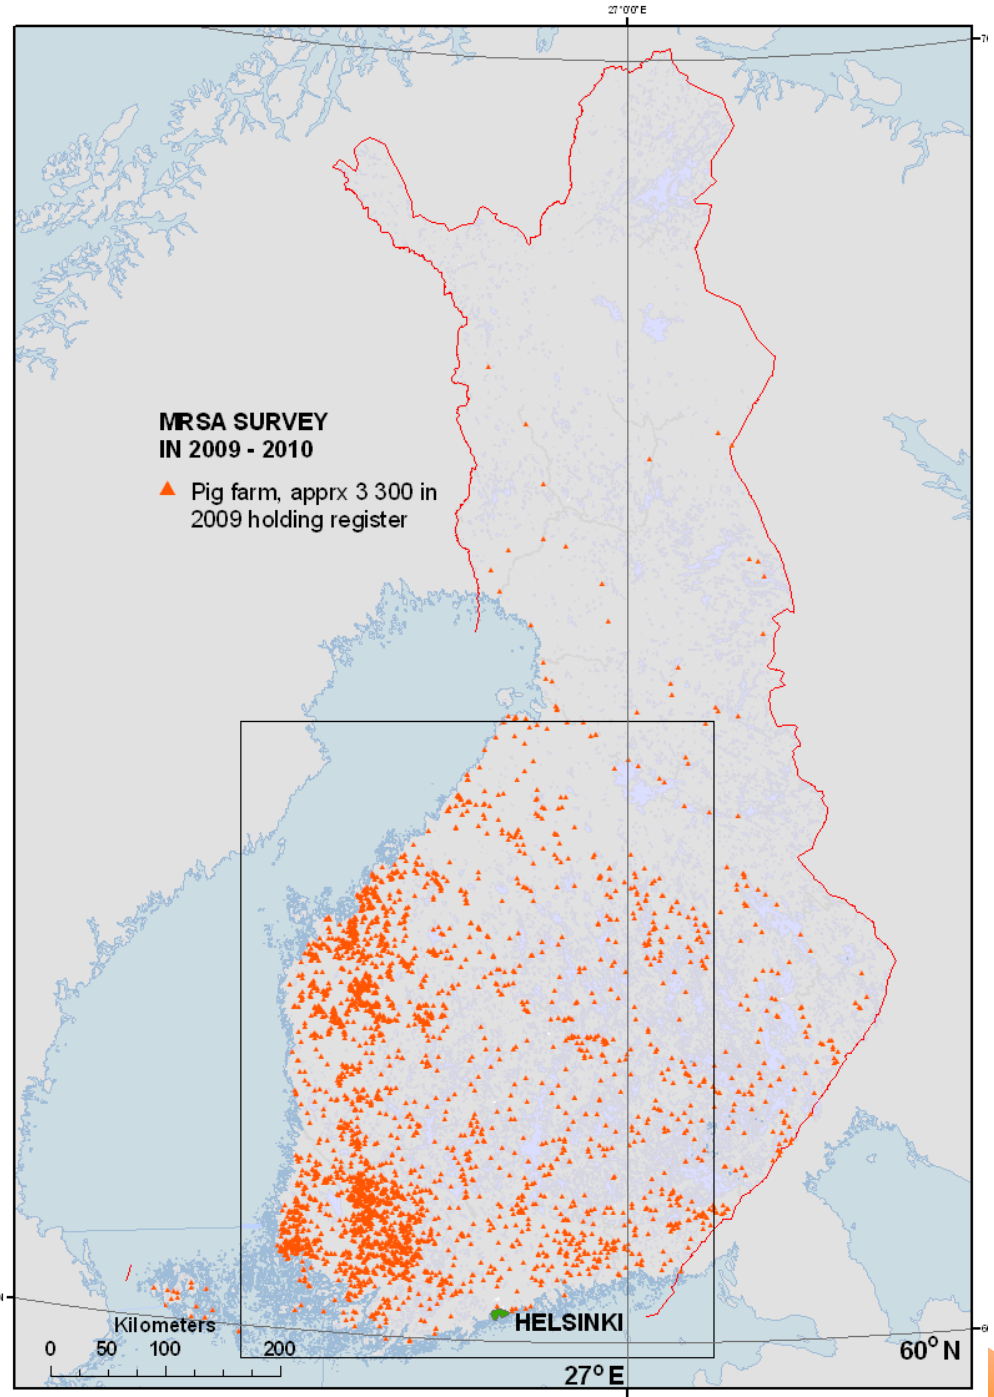 27°0'0"E
MRSA SURVEY
IN 2009 - 2010
Pig farm, apprx 3 300 in
2009 holding register
HELSINKI
Kilometers
0 50 100 200
60° N
27° E